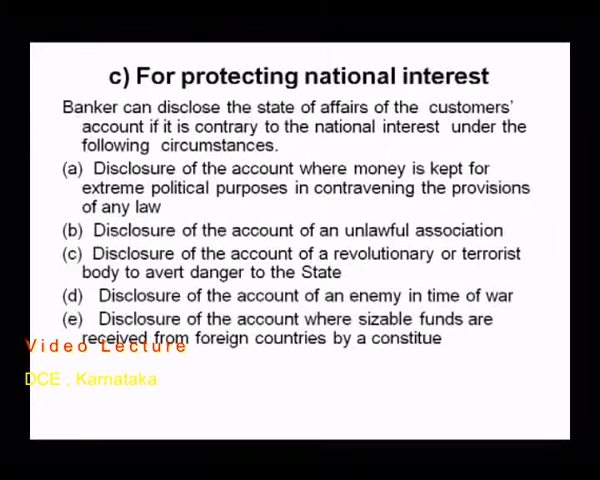 c) For protecting national interest
Banker can disclose the state of affairs of the customers'
account if it is contrary to the national interest under the
following circumstances.
(a) Disclosure of the account where money is kept for
extreme political purposes in contravening the provisions
of any law
(b) Disclosure of the account of an unlawful association
(c) Disclosure of the account of a revolutionary or terrorist
body to avert danger to the State
(d) Disclosure of the account of an enemy in time of war
(e) Disclosure of the account where sizable funds are
received from foreign countries by a constitue
Video Lecture
DCE , Karnataka